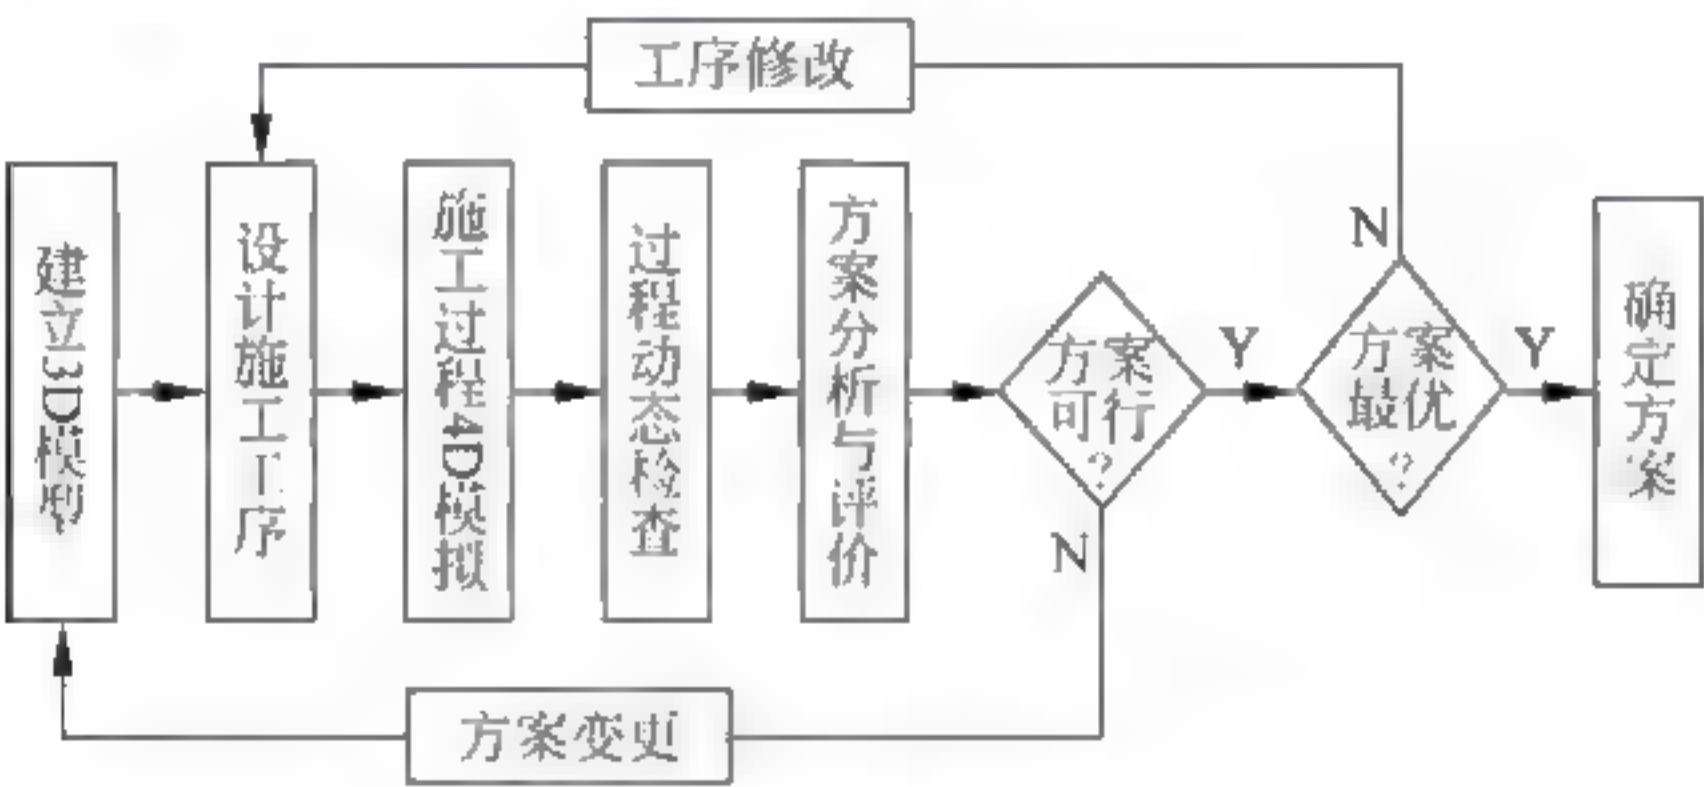 工序修改
建立3D模型
设计施工工序
施工过程4D模拟
过程动态检查
方案分析与评价
方案
可行
?
Y
N
方案
最优
?
N
Y
确定方案
方案变更